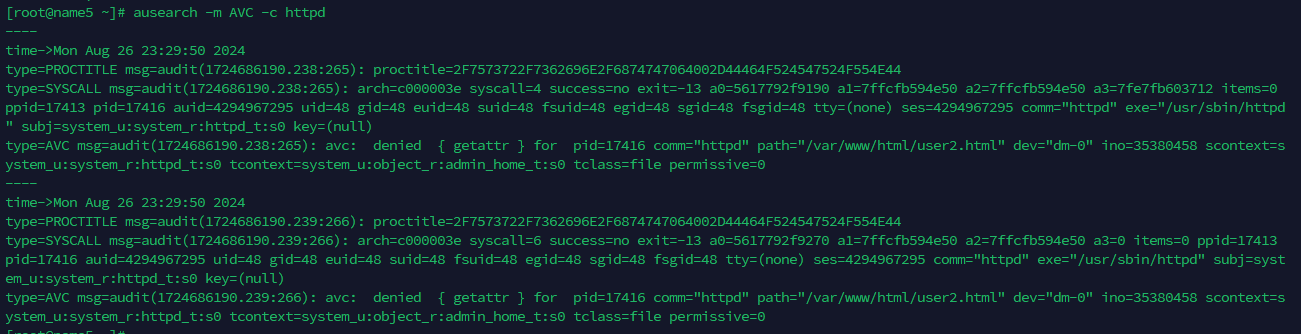 [root@name5 ~]# ausearch -m AVC -c httpd
----
time->Mon Aug 26 23:29:50 2024
type=PROCTITLE msg=audit(1724686190.238:265): proctitle=2F7573722F7362696E2F6874747064002D44464F524547524F554E44
type=SYSCALL msg=audit(1724686190.238:265): arch=c000003e syscall=4 success=no exit=-13 a0=5617792f9190 a1=7ffcfb594e50 a2=7ffcfb594e50 a3=7fe7fb603712 items=0
ppid=17413 pid=17416 auid=4294967295 uid=48 gid=48 euid=48 suid=48 fsuid=48 egid=48 sgid=48 fsgid=48 tty=(none) ses=4294967295 comm="httpd" exe="/usr/sbin/httpd
" subj=system_u:system_r:httpd_t:s0 key=(null)
type=AVC msg=audit(1724686190.238:265): avc:  denied  { getattr } for  pid=17416 comm="httpd" path="/var/www/html/user2.html" dev="dm-0" ino=35380458 scontext=s
ystem_u:system_r:httpd_t:s0 tcontext=system_u:object_r:admin_home_t:s0 tclass=file permissive=0
----
time->Mon Aug 26 23:29:50 2024
type=PROCTITLE msg=audit(1724686190.239:266): proctitle=2F7573722F7362696E2F6874747064002D44464F524547524F554E44
type=SYSCALL msg=audit(1724686190.239:266): arch=c000003e syscall=6 success=no exit=-13 a0=5617792f9270 a1=7ffcfb594e50 a2=7ffcfb594e50 a3=0 items=0 ppid=17413
pid=17416 auid=4294967295 uid=48 gid=48 euid=48 suid=48 fsuid=48 egid=48 sgid=48 fsgid=48 tty=(none) ses=4294967295 comm="httpd" exe="/usr/sbin/httpd" subj=syst
em_u:system_r:httpd_t:s0 key=(null)
type=AVC msg=audit(1724686190.239:266): avc:  denied  { getattr } for  pid=17416 comm="httpd" path="/var/www/html/user2.html" dev="dm-0" ino=35380458 scontext=s
ystem_u:system_r:httpd_t:s0 tcontext=system_u:object_r:admin_home_t:s0 tclass=file permissive=0